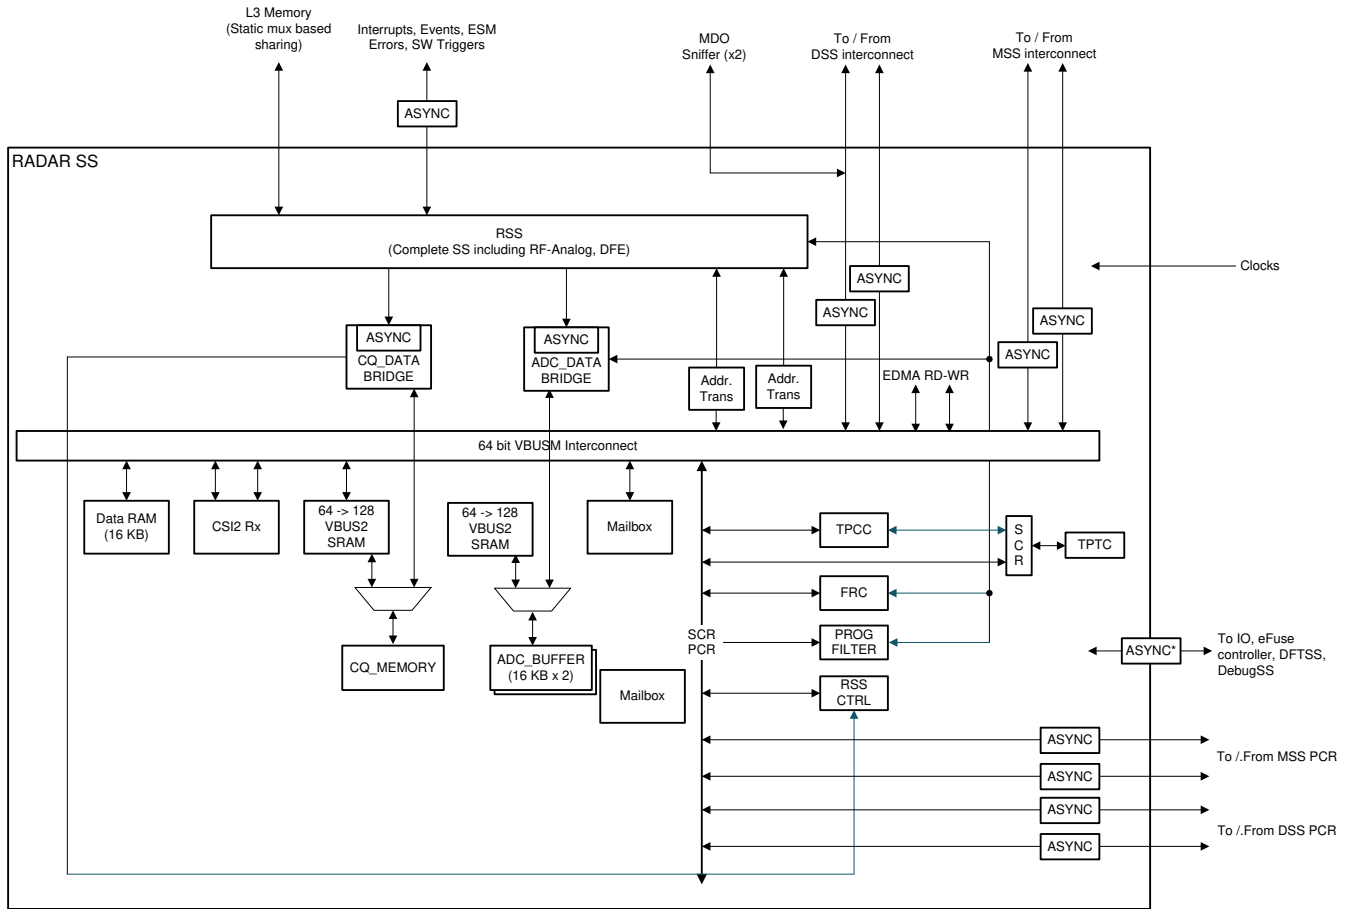 L3 Memory
(Static mux based
sharing)
Interrupts, Events, ESM
Errors, SW Triggers
MDO
Sniffer (x2)
To / From
DSS interconnect
To / From
MSS interconnect
ASYNC
RADAR SS
RSS
(Complete SS including RF-Analog, DFE)
Clocks
ASYNC
ASYNC
ASYNC
ASYNC
ASYNC
CQ_DATA
BRIDGE
ASYNC
ADC_DATA
BRIDGE
Addr.
Trans
Addr.
Trans
EDMA RD-WR
64 bit VBUSM Interconnect
Data RAM
(16 KB)
CSI2 Rx
64 -> 128
VBUS2
SRAM
64 -> 128
VBUS2
SRAM
Mailbox
TPCC
S
C
R
TPTC
FRC
SCR
PCR
PROG
FILTER
CQ_MEMORY
ADC_BUFFER
(16 KB x 2)
Mailbox
RSS
CTRL
ASYNC*
To IO, eFuse
controller, DFTSS,
DebugSS
ASYNC
To /.From MSS PCR
ASYNC
ASYNC
To /.From DSS PCR
ASYNC